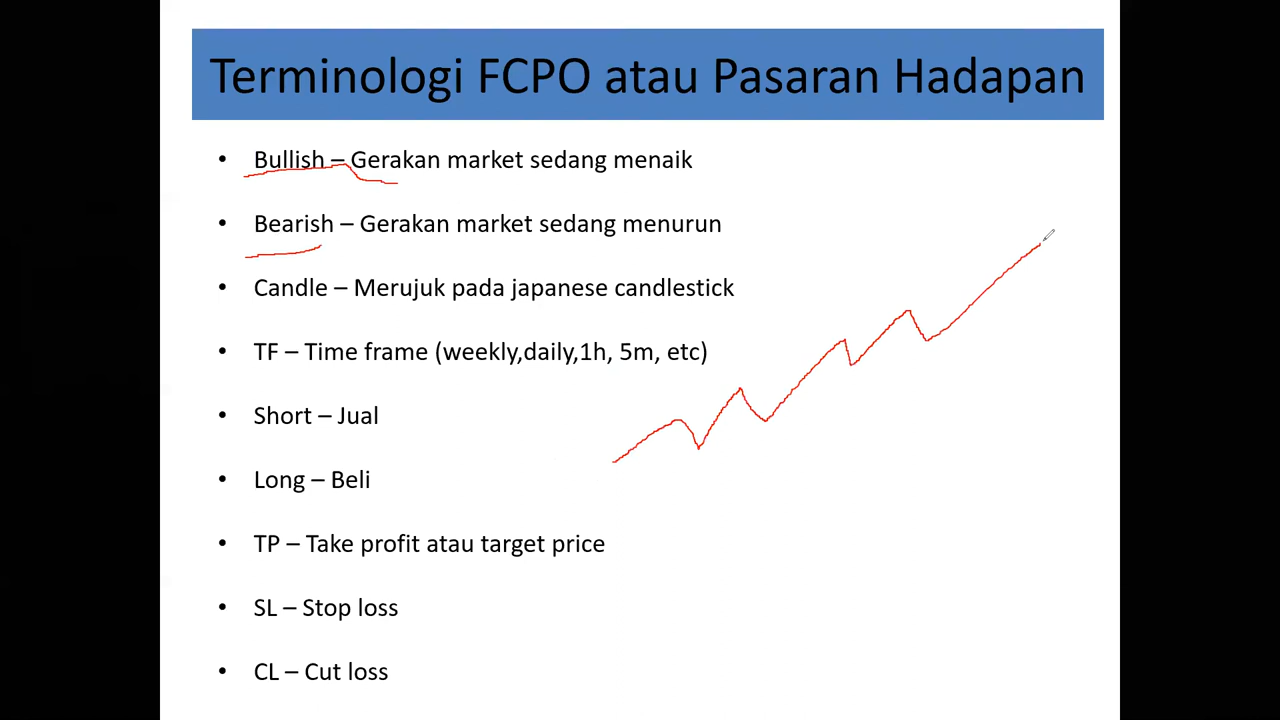 Terminologi FCPO atau Pasaran Hadapan
• Bullish – Gerakan market sedang menaik
• Bearish – Gerakan market sedang menurun
• Candle – Merujuk pada japanese candlestick
• TF – Time frame (weekly,daily,1h, 5m, etc)
• Short – Jual
• Long – Beli
• TP – Take profit atau target price
• SL – Stop loss
• CL – Cut loss